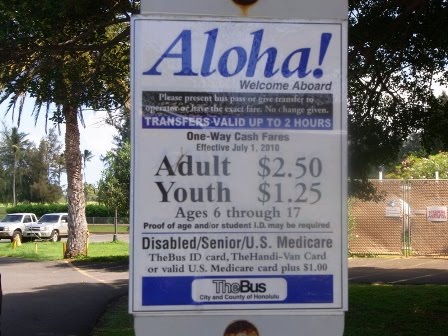 Aloha!
Welcome Aboard
Please present bus pass or give transfer to
operator or have the exact fare. No change given.
TRANSFERS VALID UP TO 2 HOURS
One-Way Cash Fares
Effective July 1, 2010
Adult $2.50
Youth $1.25
Ages 6 through 17
Proof of age and/or student I.D. may be required
Disabled/Senior/U.S. Medicare
TheBus ID card, TheHandi-Van Card
or valid U.S. Medicare card plus $1.00
TheBus
City and County of Honolulu